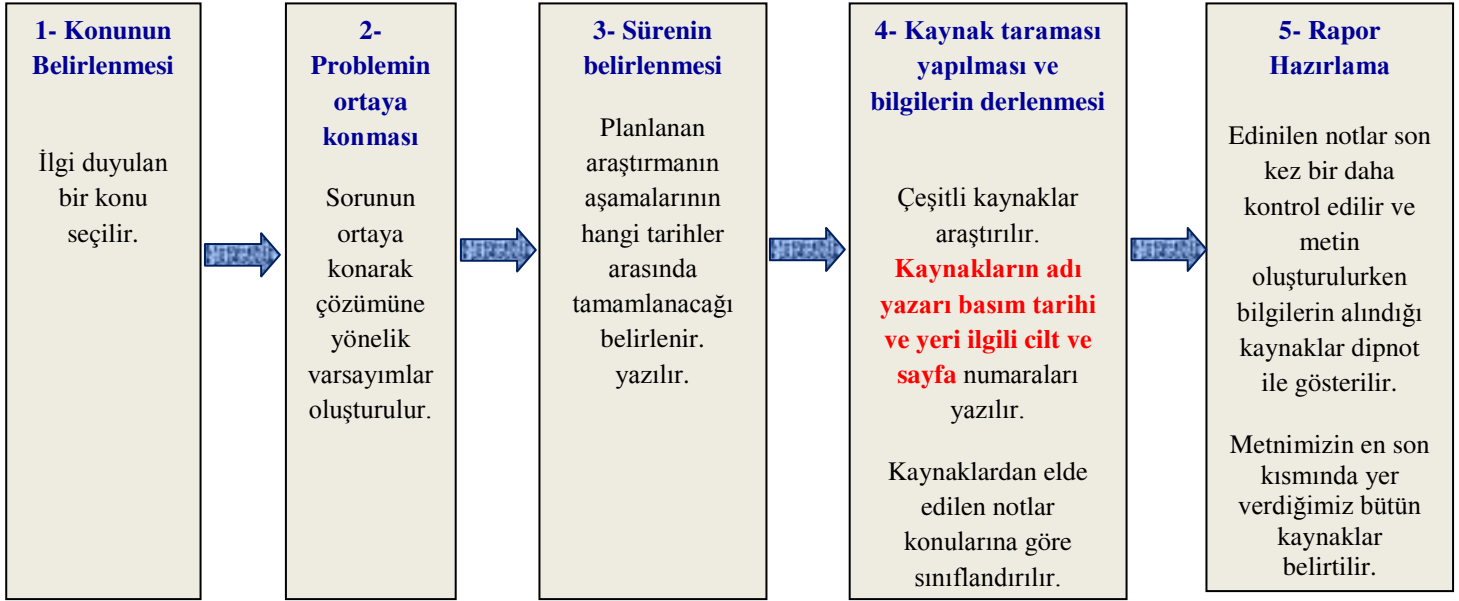 1- Konunun
Belirlenmesi
İlgi duyulan
bir konu
seçilir.
2-
Problemin
ortaya
konması
Sorunun
ortaya
konarak
çözümüne
yönelik
varsayımlar
oluşturulur.
3- Sürenin
belirlenmesi
Planlanan
araştırmanın
aşamalarının
hangi tarihler
arasında
tamamlanacağı
belirlenir.
yazılır.
4- Kaynak taraması
yapılması ve
bilgilerin derlenmesi
Çeşitli kaynaklar
araştırılır.
Kaynakların adı
yazarı basım tarihi
ve yeri ilgili cilt ve
sayfa numaraları
yazılır.
Kaynaklardan elde
edilen notlar
konularına göre
sınıflandırılır.
5- Rapor
Hazırlama
Edinilen notlar son
kez bir daha
kontrol edilir ve
metin
oluşturulurken
bilgilerin alındığı
kaynaklar dipnot
ile gösterilir.
Metnimizin en son
kısmında yer
verdiğimiz bütün
kaynaklar
belirtilir.